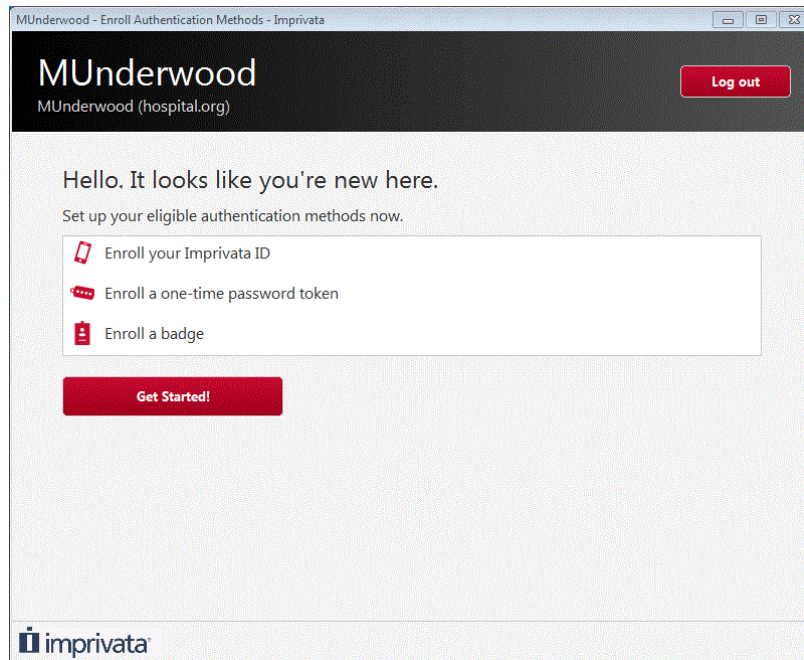 MUnderwood - Enroll Authentication Methods - Imprivata
MUnderwood
MUnderwood (hospital.org)
Log out
Hello. It looks like you're new here.
Set up your eligible authentication methods now.
Enroll your Imprivata ID
Enroll a one-time password token
Enroll a badge
Get Started!
imprivata